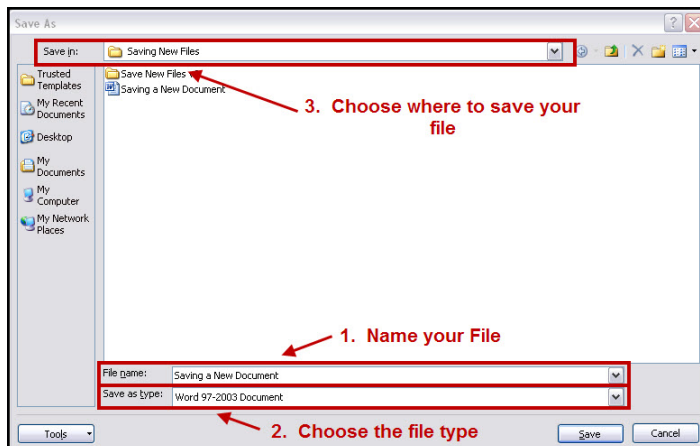 Save As
Save in: Saving New Files
Trusted
Templates
My Recent
Documents
Desktop
My
Documents
My
Computer
My Network
Places
Save New Files
Saving a New Document
3. Choose where to save your
file
1. Name your File
File name: Saving a New Document
Save as type: Word 97-2003 Document
2. Choose the file type
Tools
Save
Cancel